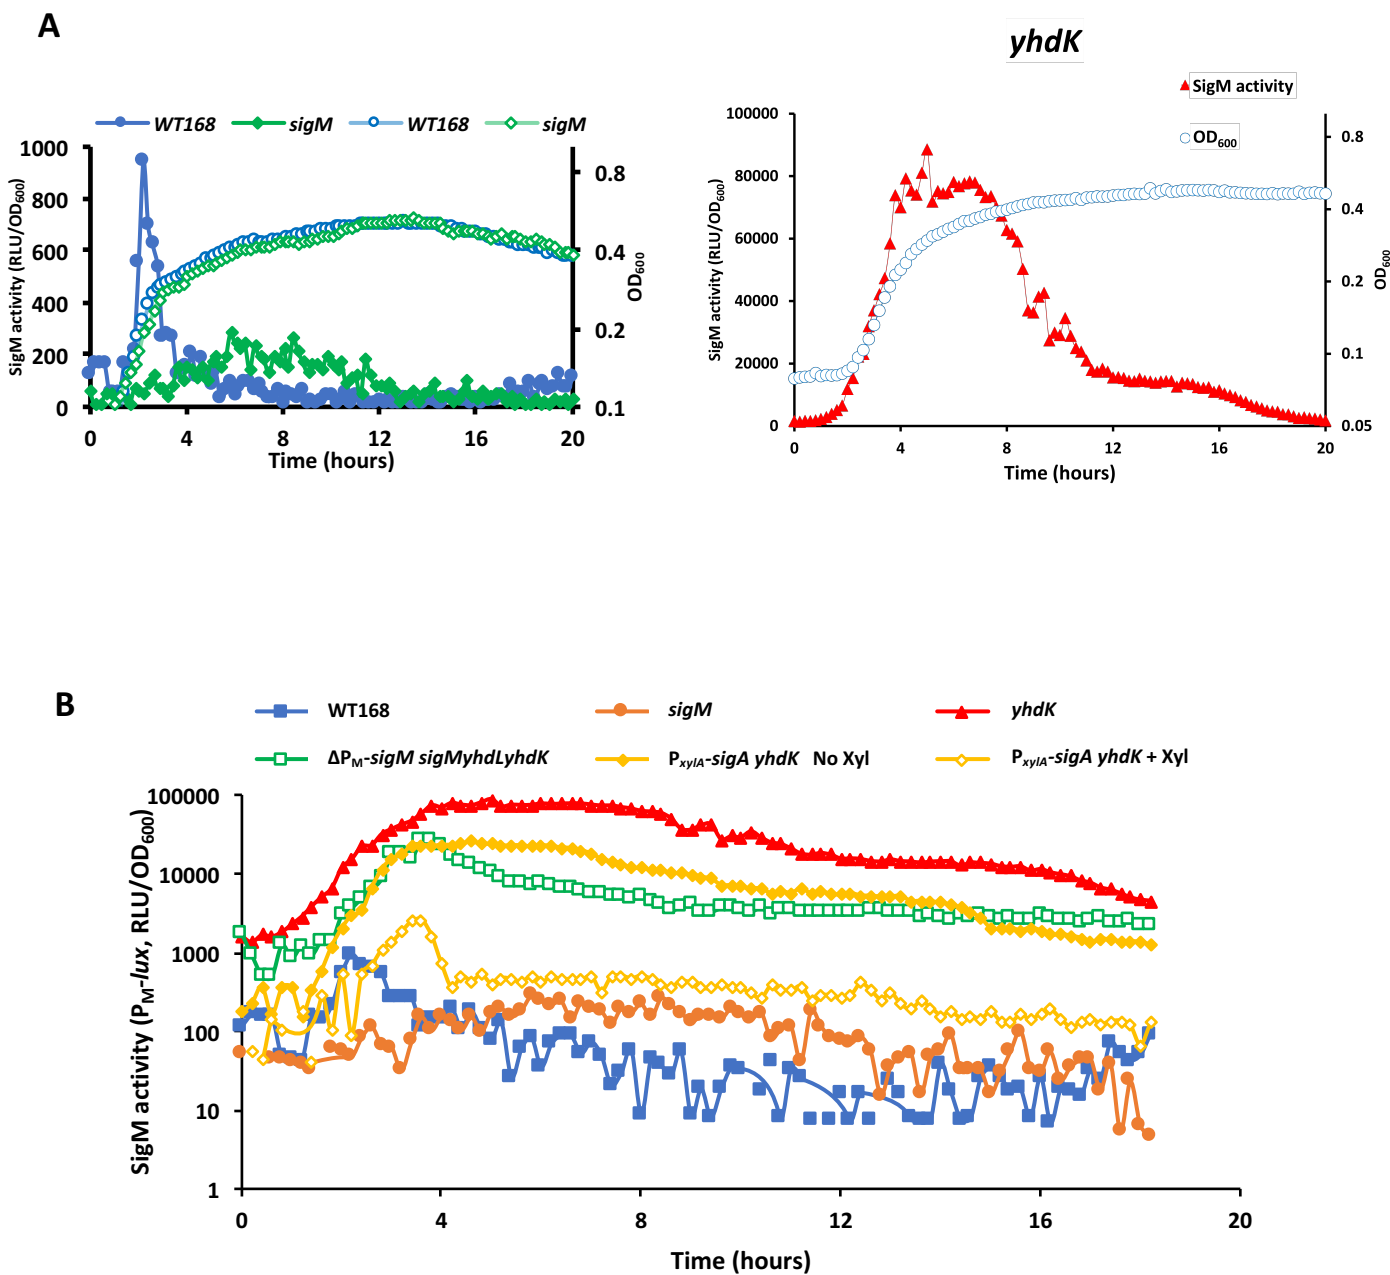 A
yhdK
WT168 sigM WT168 sigM
SigM activity (RLU/OD600)
1000
800
600
400
200
0
0.8
0.4
0.2
0.1
OD600
0 4 8 12 16 20
Time (hours)
SigM activity
OD600
SigM activity (RLU/OD600)
100000
80000
60000
40000
20000
0
0.8
0.4
0.2
0.1
0.05
OD600
0 4 8 12 16 20
Time (hours)
B
WT168 sigM yhdK
ΔPM-sigM sigMyhdLyhdK PxylA-sigA yhdK No Xyl PxylA-sigA yhdK + Xyl
SigM activity (PM-lux, RLU/OD600)
100000
10000
1000
100
10
1
0 4 8 12 16 20
Time (hours)